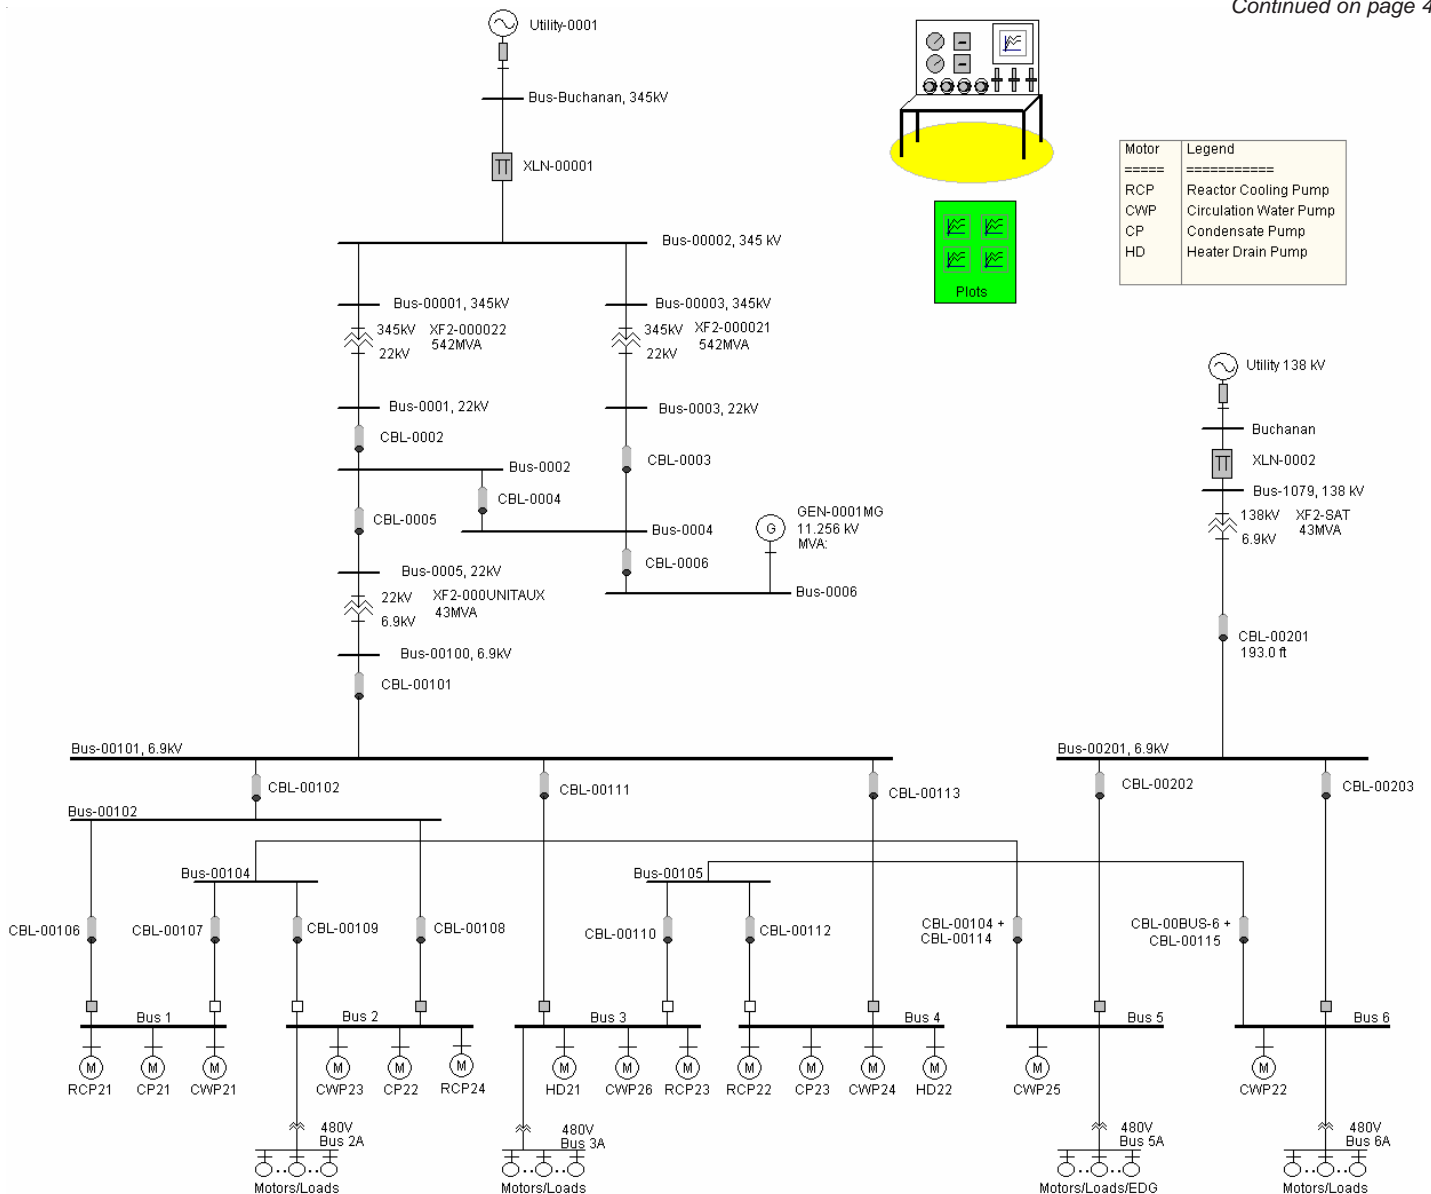 Continued on page 4
Utility-0001
Bus-Buchanan, 345kV
XLN-00001
Motor Legend
===== ===========
RCP Reactor Cooling Pump
CWP Circulation Water Pump
CP Condensate Pump
HD Heater Drain Pump
Plots
Bus-00002, 345 kV
Bus-00001, 345kV
Bus-00003, 345kV
345kV XF2-000022
542MVA
22kV
345kV XF2-000021
542MVA
22kV
Utility 138 kV
Bus-0001, 22kV
Bus-0003, 22kV
Buchanan
CBL-0002
CBL-0003
XLN-0002
Bus-0002
Bus-1079, 138 kV
CBL-0004
CBL-0005
GEN-0001MG
11.256 kV
MVA:
138kV XF2-SAT
43MVA
6.9kV
Bus-0004
CBL-0006
Bus-0005, 22kV
Bus-0006
22kV XF2-000UNITAUX
43MVA
6.9kV
CBL-00201
193.0 ft
Bus-00100, 6.9kV
CBL-00101
Bus-00101, 6.9kV
Bus-00201, 6.9kV
CBL-00102
CBL-00111
CBL-00113
CBL-00202
CBL-00203
Bus-00102
Bus-00104
Bus-00105
CBL-00106
CBL-00107
CBL-00109
CBL-00108
CBL-00110
CBL-00112
CBL-00104 +
CBL-00114
CBL-00BUS-6 +
CBL-00115
Bus 1
Bus 2
Bus 3
Bus 4
Bus 5
Bus 6
G
M M M M M M M M M M M M M M M
RCP21 CP21 CWP21 CWP23 CP22 RCP24 HD21 CWP26 RCP23 RCP22 CP23 CWP24 HD22 CWP25 CWP22
480V
Bus 2A
Motors/Loads
480V
Bus 3A
Motors/Loads
480V
Bus 5A
Motors/Loads/EDG
480V
Bus 6A
Motors/Loads